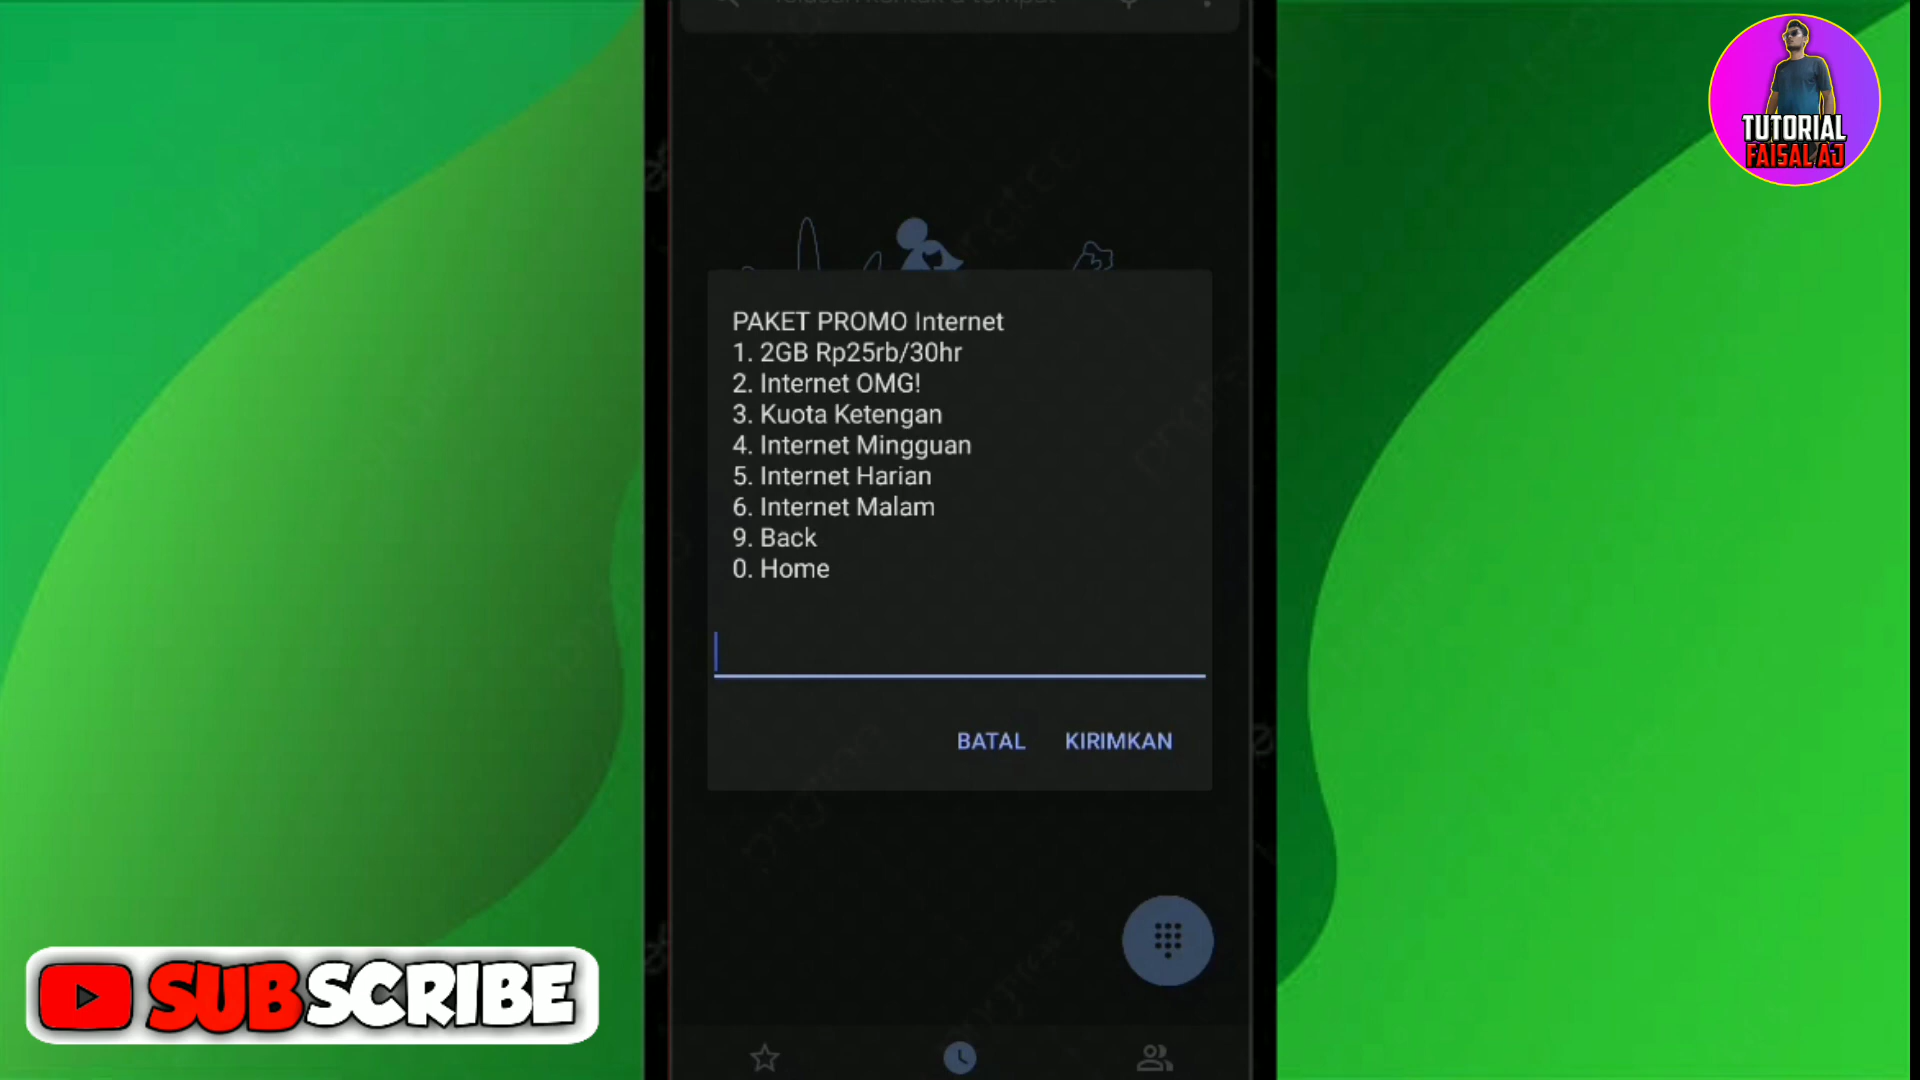 TUTORIAL
FAISAL AJ
PAKET PROMO Internet
1. 2GB Rp25rb/30hr
2. Internet OMG!
3. Kuota Ketengan
4. Internet Mingguan
5. Internet Harian
6. Internet Malam
9. Back
0. Home
BATAL KIRIMKAN
SUBSCRIBE